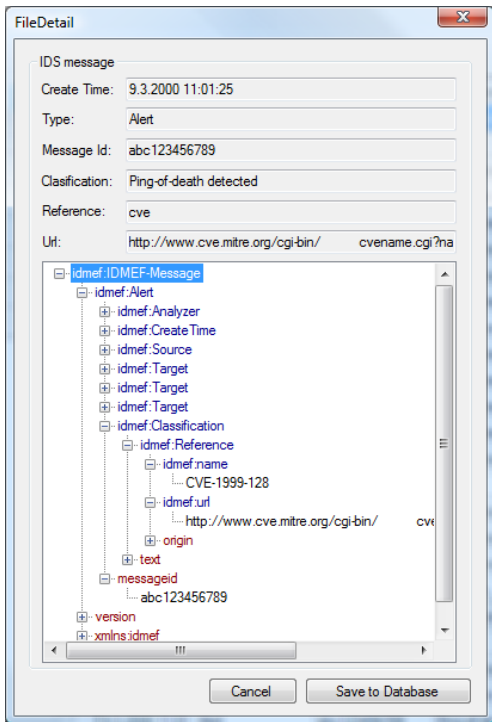 FileDetail
IDS message
Create Time: 9.3.2000 11:01:25
Type: Alert
Message Id: abc123456789
Clasification: Ping-of-death detected
Reference: cve
Url: http://www.cve.mitre.org/cgi-bin/ cvename.cgi?na
idmef:IDMEF-Message
idmef:Alert
idmef:Analyzer
idmef:CreateTime
idmef:Source
idmef:Target
idmef:Target
idmef:Target
idmef:Classification
idmef:Reference
idmef:name
CVE-1999-128
idmef:url
http://www.cve.mitre.org/cgi-bin/ cve
origin
text
messageid
abc123456789
version
xmlns:idmef
Cancel Save to Database